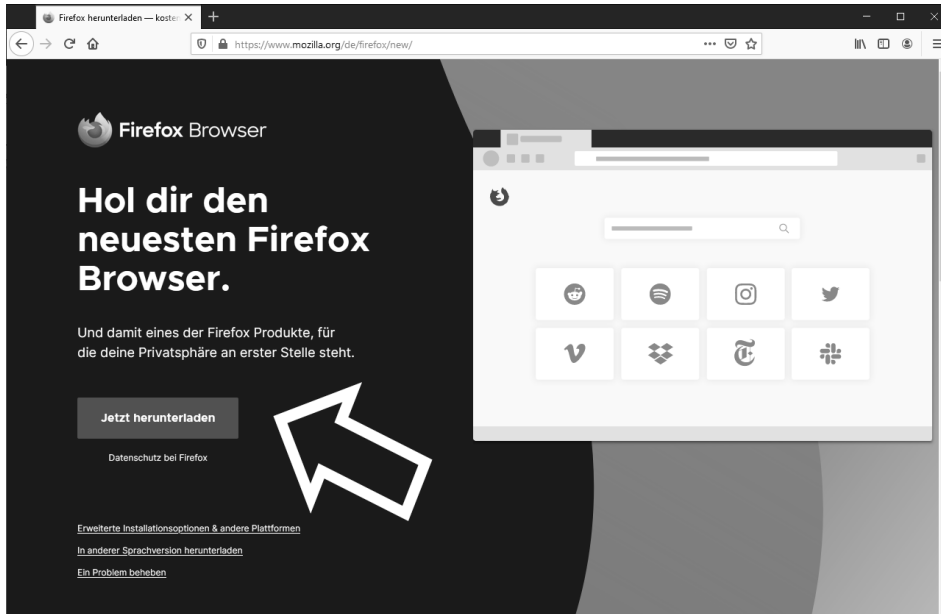 Firefox herunterladen — kosten
https://www.mozilla.org/de/firefox/new/
Firefox Browser
Hol dir den
neuesten Firefox
Browser.
Und damit eines der Firefox Produkte, für
die deine Privatsphäre an erster Stelle steht.
Jetzt herunterladen
Datenschutz bei Firefox
Erweiterte Installationsoptionen & andere Plattformen
In anderer Sprachversion herunterladen
Ein Problem beheben